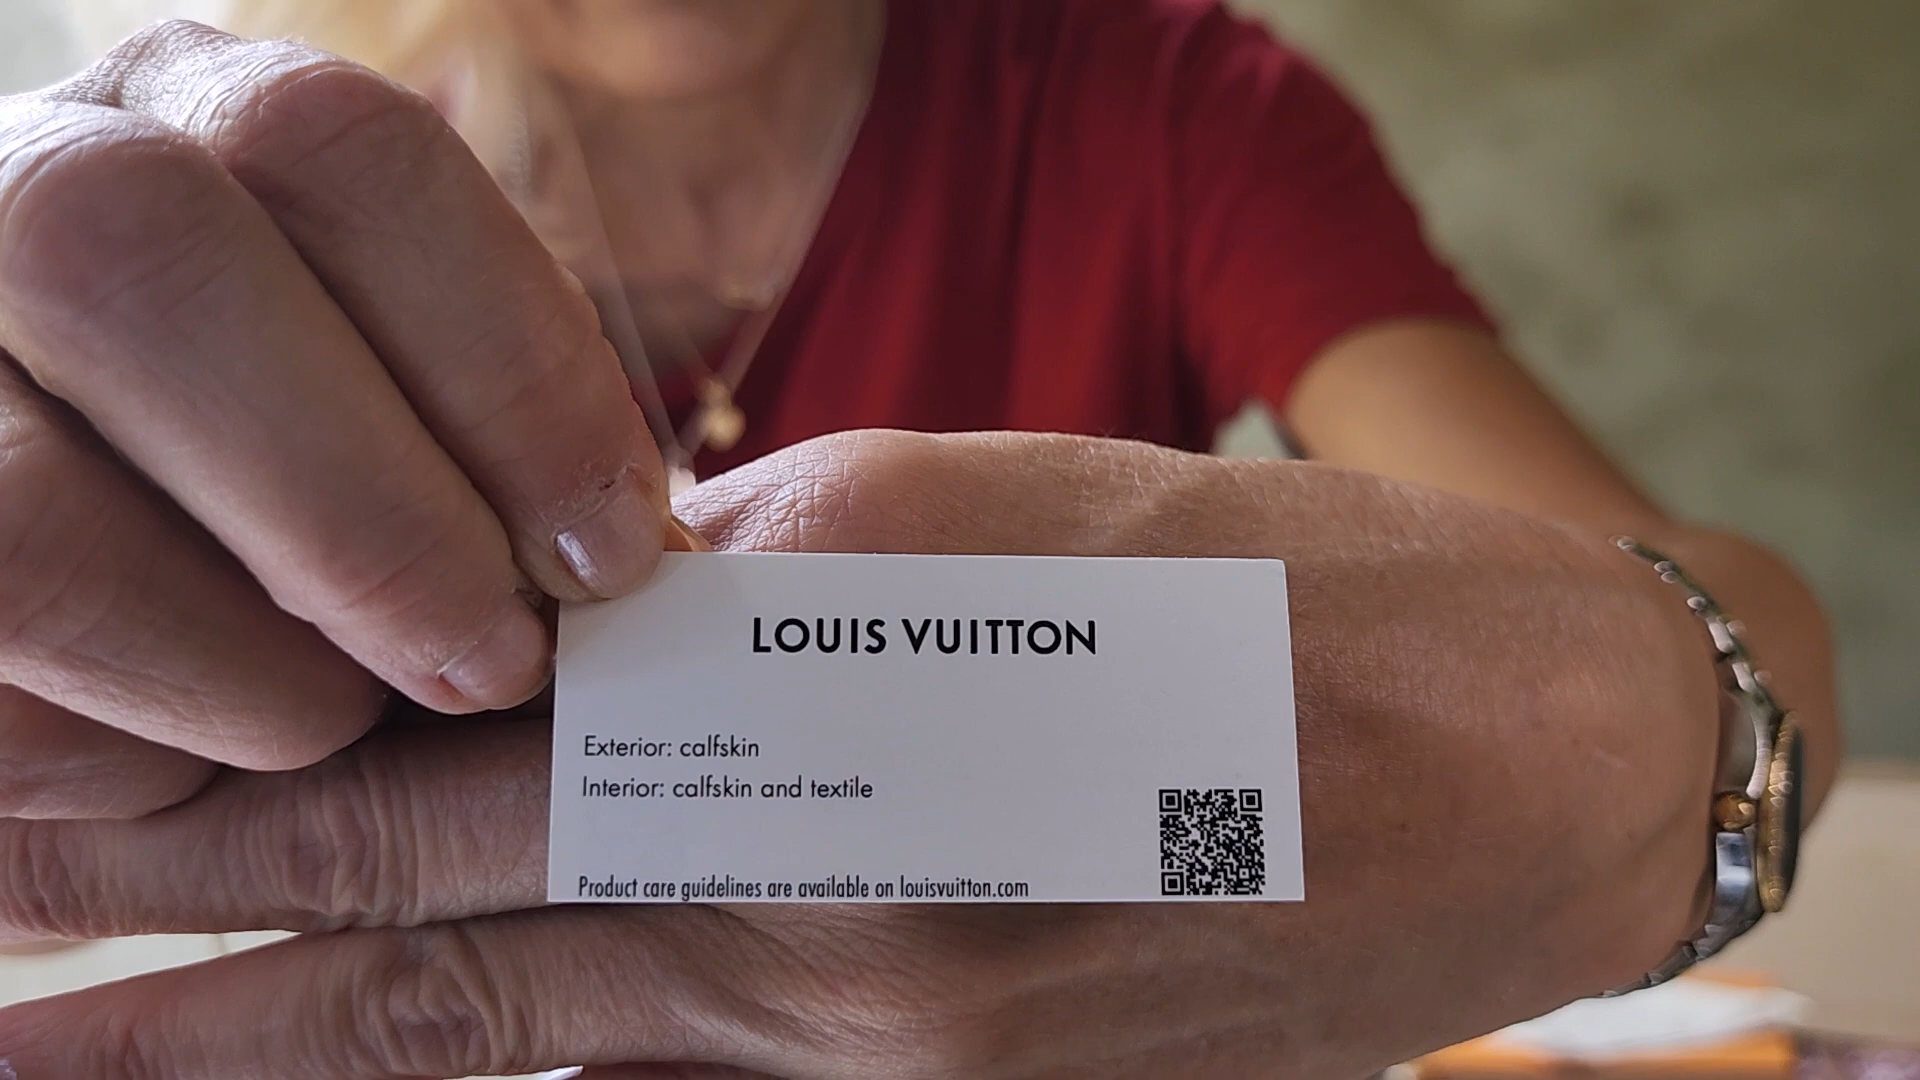 LOUIS VUITTON
Exterior: calfskin
Interior: calfskin and textile
Product care guidelines are available on louisvuitton.com